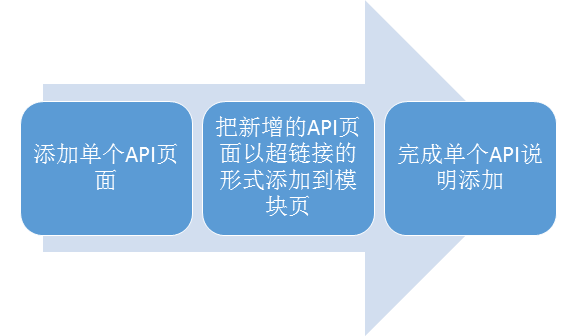 添加单个API页
面
把新增的API页
面以超链接的
形式添加到模
块页
完成单个API说
明添加